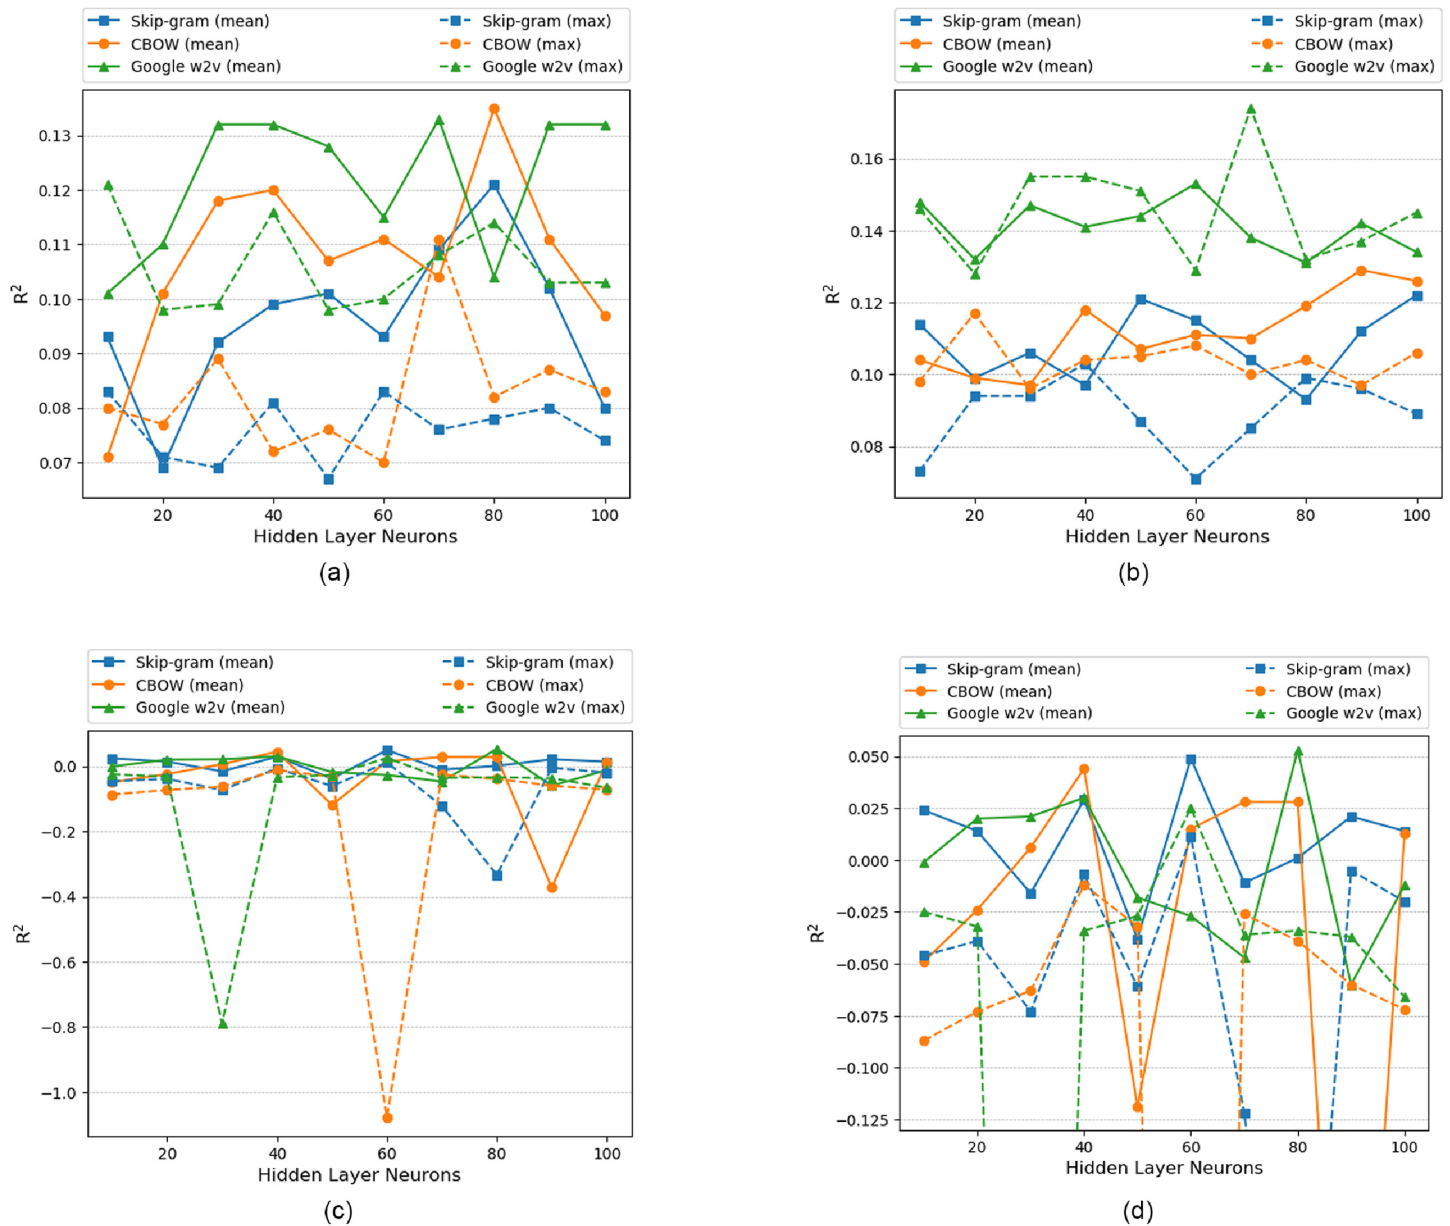 Skip-gram (mean) Skip-gram (max)
CBOW (mean) CBOW (max)
Google w2v (mean) Google w2v (max)
0.13
0.12
0.11
0.10
0.09
0.08
0.07
R²
20 40 60 80 100
Hidden Layer Neurons
(a)
Skip-gram (mean) Skip-gram (max)
CBOW (mean) CBOW (max)
Google w2v (mean) Google w2v (max)
0.16
0.14
0.12
0.10
0.08
R²
20 40 60 80 100
Hidden Layer Neurons
(b)
Skip-gram (mean) Skip-gram (max)
CBOW (mean) CBOW (max)
Google w2v (mean) Google w2v (max)
0.0
−0.2
−0.4
−0.6
−0.8
−1.0
R²
20 40 60 80 100
Hidden Layer Neurons
(c)
Skip-gram (mean) Skip-gram (max)
CBOW (mean) CBOW (max)
Google w2v (mean) Google w2v (max)
0.050
0.025
0.000
−0.025
−0.050
−0.075
−0.100
−0.125
R²
20 40 60 80 100
Hidden Layer Neurons
(d)